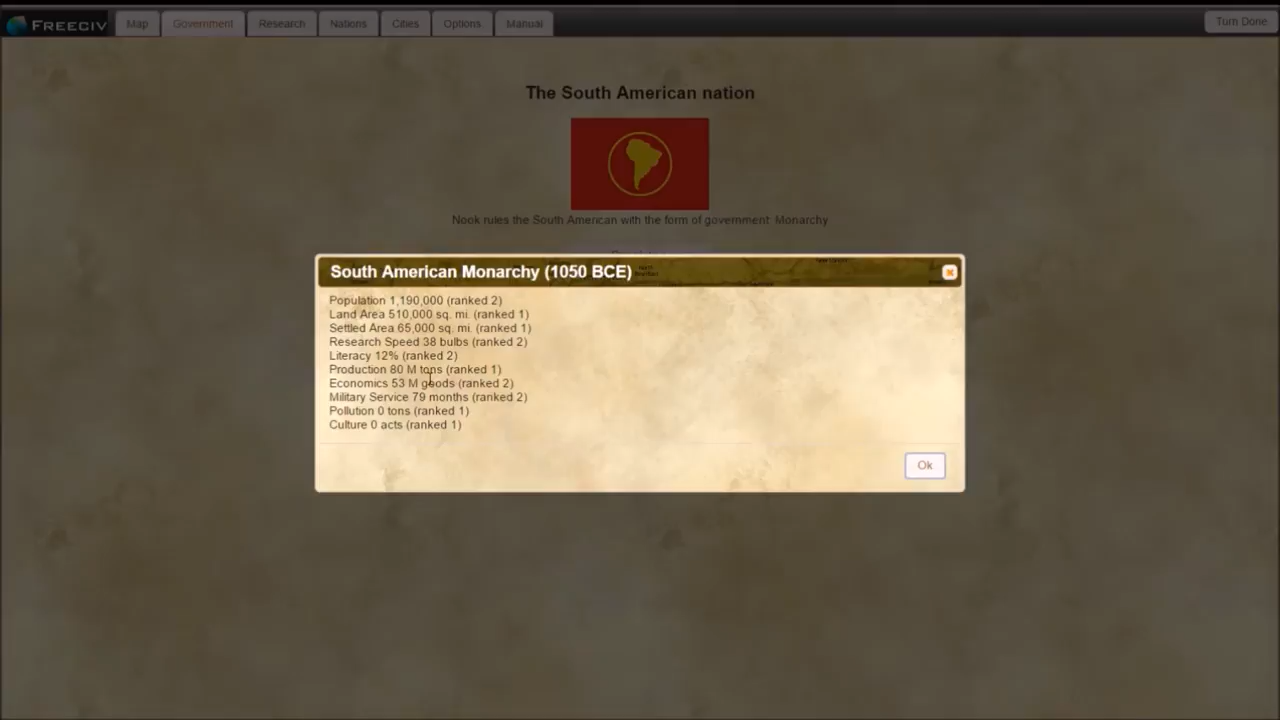 FREECIV
Map
Government
Research
Nations
Cities
Options
Manual
Turn Done
The South American nation
Nook rules the South American with the form of government: Monarchy
South American Monarchy (1050 BCE)
Population 1,190,000 (ranked 2)
Land Area 510,000 sq. mi. (ranked 1)
Settled Area 65,000 sq. mi. (ranked 1)
Research Speed 38 bulbs (ranked 2)
Literacy 12% (ranked 2)
Production 80 M tons (ranked 1)
Economics 53 M goods (ranked 2)
Military Service 79 months (ranked 2)
Pollution 0 tons (ranked 1)
Culture 0 acts (ranked 1)
Ok